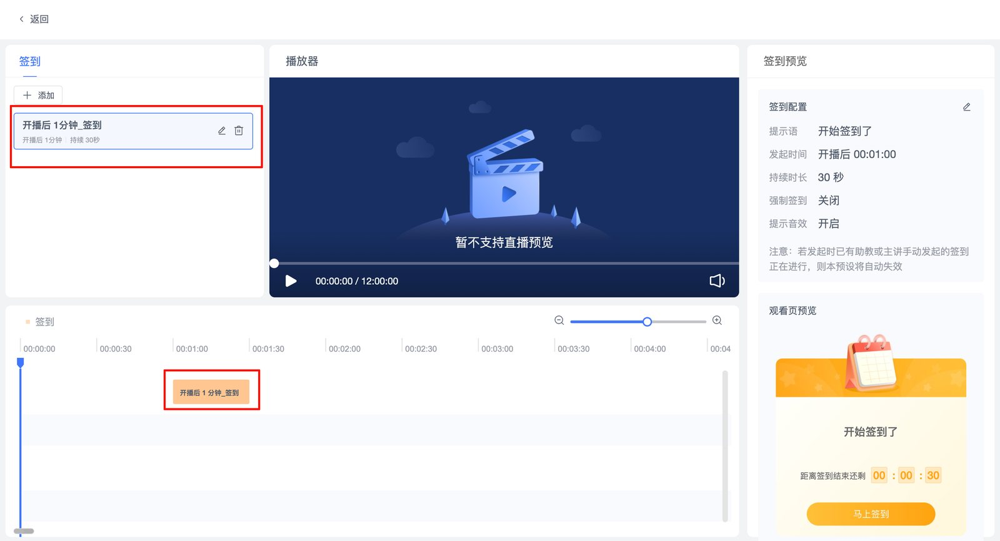 返回
签到
添加
开播后 1分钟_签到
开播后 1分钟 持续 30秒
播放器
暂不支持直播预览
00:00:00 / 12:00:00
签到
00:00:00 00:00:30 00:01:00 00:01:30 00:02:00 00:02:30 00:03:00 00:03:30 00:04:00 00:04
开播后 1 分钟_签到
签到预览
签到配置
提示语 开始签到了
发起时间 开播后 00:01:00
持续时长 30 秒
强制签到 关闭
提示音效 开启
注意：若发起时已有助教或主讲手动发起的签到
正在进行，则本预设将自动失效
观看页预览
开始签到了
距离签到结束还剩 00 : 00 : 30
马上签到